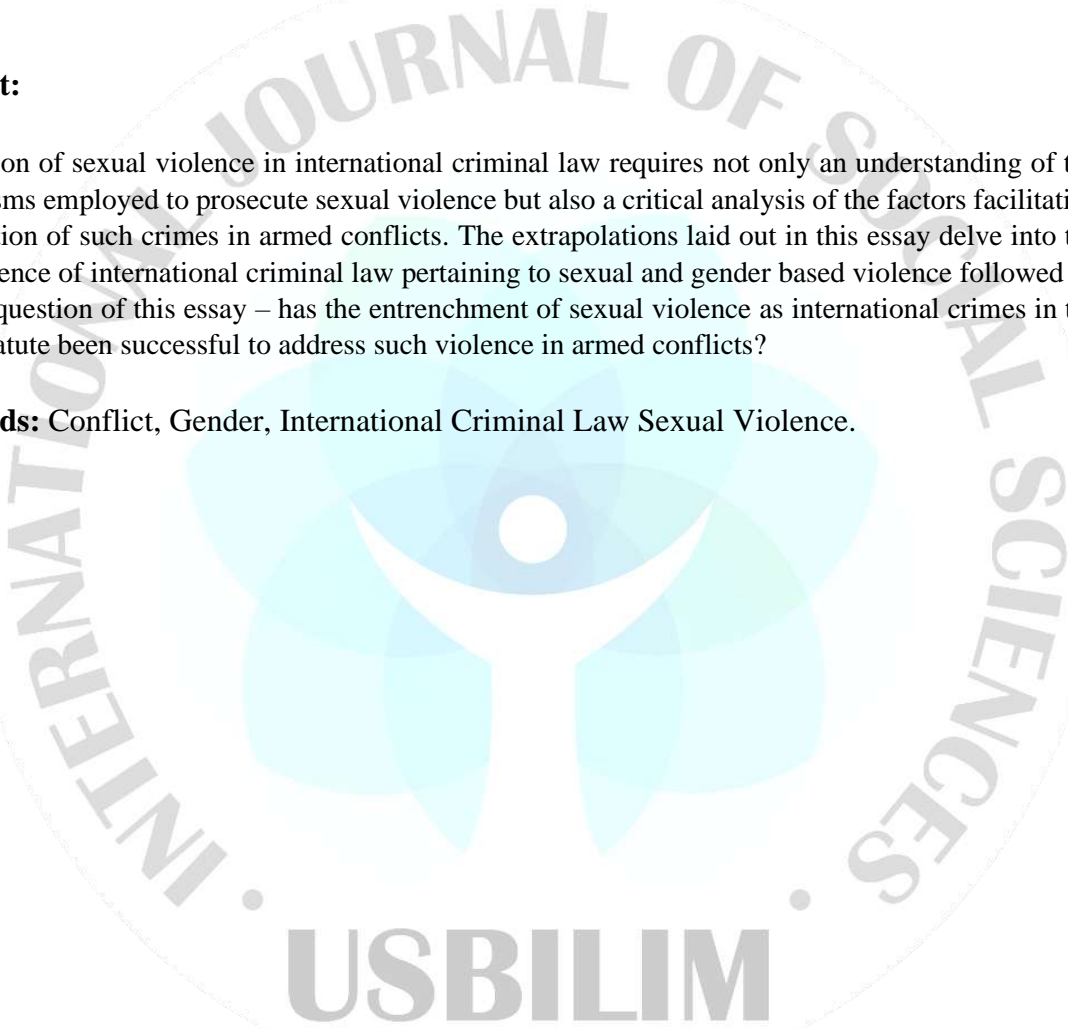 INTERNATIONAL JOURNAL OF SOCIAL SCIENCES
t:
on of sexual violence in international criminal law requires not only an understanding of t
sms employed to prosecute sexual violence but also a critical analysis of the factors facilitati
tion of such crimes in armed conflicts. The extrapolations laid out in this essay delve into t
ence of international criminal law pertaining to sexual and gender based violence followed
question of this essay – has the entrenchment of sexual violence as international crimes in t
atute been successful to address such violence in armed conflicts?
ds: Conflict, Gender, International Criminal Law Sexual Violence.
USBILIM